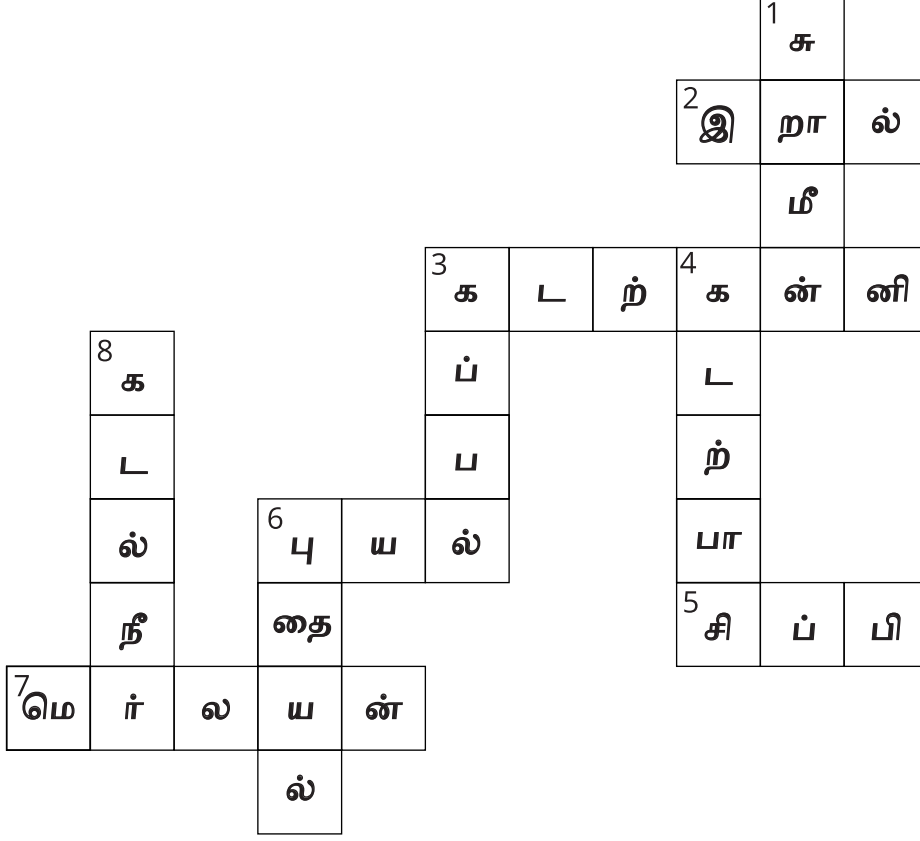 1 சு
2 இ றா ல்
மீ
3 க ட ற் 4 க ன் னி
8 க ப் ட
ட ப ற்
ல் 6 பு ய ல் பா
நீ தை 5 சி ப் பி
7 மெ ர் ல ய ன்
ல்